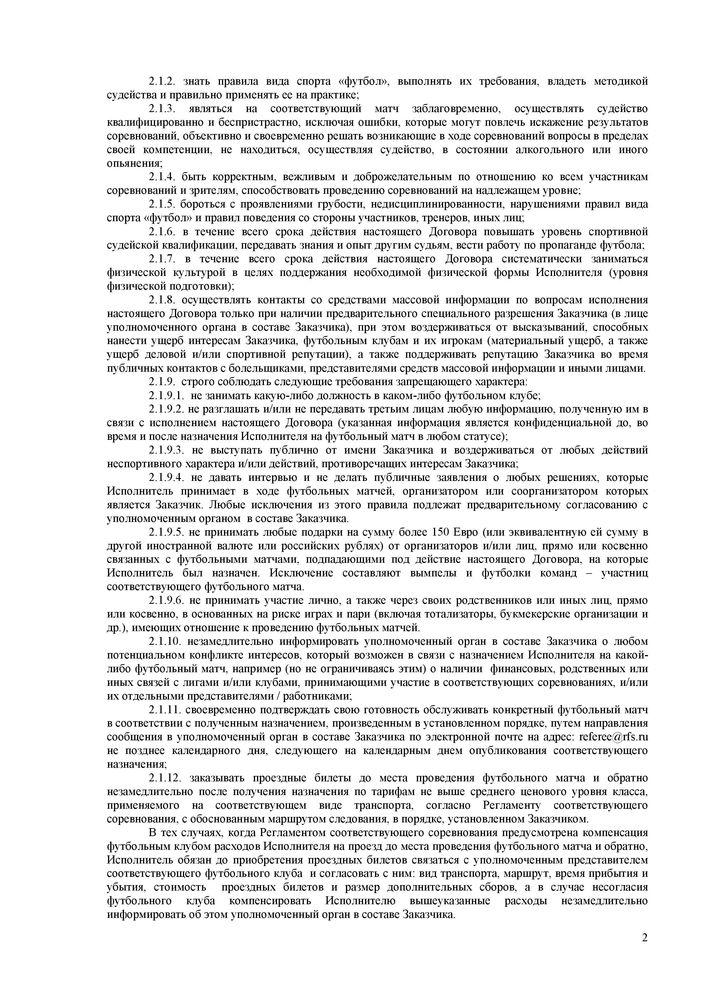 2.1.2. знать правила вида спорта «футбол», выполнять их требования, владеть методикой
судейства и правильно применять ее на практике;
2.1.3. являться на соответствующий матч заблаговременно, осуществлять судейство
квалифицированно и беспристрастно, исключая ошибки, которые могут повлечь искажение результатов
соревнований, объективно и своевременно решать возникающие в ходе соревнований вопросы в пределах
своей компетенции, не находиться, осуществляя судейство, в состоянии алкогольного или иного
опьянения;
2.1.4. быть корректным, вежливым и доброжелательным по отношению ко всем участникам
соревнований и зрителям, способствовать проведению соревнований на надлежащем уровне;
2.1.5. бороться с проявлениями грубости, недисциплинированности, нарушениями правил вида
спорта «футбол» и правил поведения со стороны участников, тренеров, иных лиц;
2.1.6. в течение всего срока действия настоящего Договора повышать уровень спортивной
судейской квалификации, передавать знания и опыт другим судьям, вести работу по пропаганде футбола;
2.1.7. в течение всего срока действия настоящего Договора систематически заниматься
физической культурой в целях поддержания необходимой физической формы Исполнителя (уровня
физической подготовки);
2.1.8. осуществлять контакты со средствами массовой информации по вопросам исполнения
настоящего Договора только при наличии предварительного специального разрешения Заказчика (в лице
уполномоченного органа в составе Заказчика), при этом воздерживаться от высказываний, способных
нанести ущерб интересам Заказчика, футбольным клубам и их игрокам (материальный ущерб, а также
ущерб деловой и/или спортивной репутации), а также поддерживать репутацию Заказчика во время
публичных контактов с болельщиками, представителями средств массовой информации и иными лицами.
2.1.9. строго соблюдать следующие требования запрещающего характера:
2.1.9.1. не занимать какую-либо должность в каком-либо футбольном клубе;
2.1.9.2. не разглашать и/или не передавать третьим лицам любую информацию, полученную им в
связи с исполнением настоящего Договора (указанная информация является конфиденциальной до, во
время и после назначения Исполнителя на футбольный матч в любом статусе);
2.1.9.3. не выступать публично от имени Заказчика и воздерживаться от любых действий
неспортивного характера и/или действий, противоречащих интересам Заказчика;
2.1.9.4. не давать интервью и не делать публичные заявления о любых решениях, которые
Исполнитель принимает в ходе футбольных матчей, организатором или соорганизатором которых
является Заказчик. Любые исключения из этого правила подлежат предварительному согласованию с
уполномоченным органом в составе Заказчика.
2.1.9.5. не принимать любые подарки на сумму более 150 Евро (или эквивалентную ей сумму в
другой иностранной валюте или российских рублях) от организаторов и/или лиц, прямо или косвенно
связанных с футбольными матчами, подпадающими под действие настоящего Договора, на которые
Исполнитель был назначен. Исключение составляют вымпелы и футболки команд – участниц
соответствующего футбольного матча.
2.1.9.6. не принимать участие лично, а также через своих родственников или иных лиц, прямо
или косвенно, в основанных на риске играх и пари (включая тотализаторы, букмекерские организации и
др.), имеющих отношение к проведению футбольных матчей.
2.1.10. незамедлительно информировать уполномоченный орган в составе Заказчика о любом
потенциальном конфликте интересов, который возможен в связи с назначением Исполнителя на какой-
либо футбольный матч, например (но не ограничиваясь этим) о наличии финансовых, родственных или
иных связей с лигами и/или клубами, принимающими участие в соответствующих соревнованиях, и/или
их отдельными представителями / работниками;
2.1.11. своевременно подтверждать свою готовность обслуживать конкретный футбольный матч
в соответствии с полученным назначением, произведенным в установленном порядке, путем направления
сообщения в уполномоченный орган в составе Заказчика по электронной почте на адрес: referee@rfs.ru
не позднее календарного дня, следующего на календарным днем опубликования соответствующего
назначения;
2.1.12. заказывать проездные билеты до места проведения футбольного матча и обратно
незамедлительно после получения назначения по тарифам не выше среднего ценового уровня класса,
применяемого на соответствующем виде транспорта, согласно Регламенту соответствующего
соревнования, с обоснованным маршрутом следования, в порядке, установленном Заказчиком.
В тех случаях, когда Регламентом соответствующего соревнования предусмотрена компенсация
футбольным клубом расходов Исполнителя на проезд до места проведения футбольного матча и обратно,
Исполнитель обязан до приобретения проездных билетов связаться с уполномоченным представителем
соответствующего футбольного клуба и согласовать с ним: вид транспорта, маршрут, время прибытия и
убытия, стоимость проездных билетов и размер дополнительных сборов, а в случае несогласия
футбольного клуба компенсировать Исполнителю вышеуказанные расходы незамедлительно
информировать об этом уполномоченный орган в составе Заказчика.
2